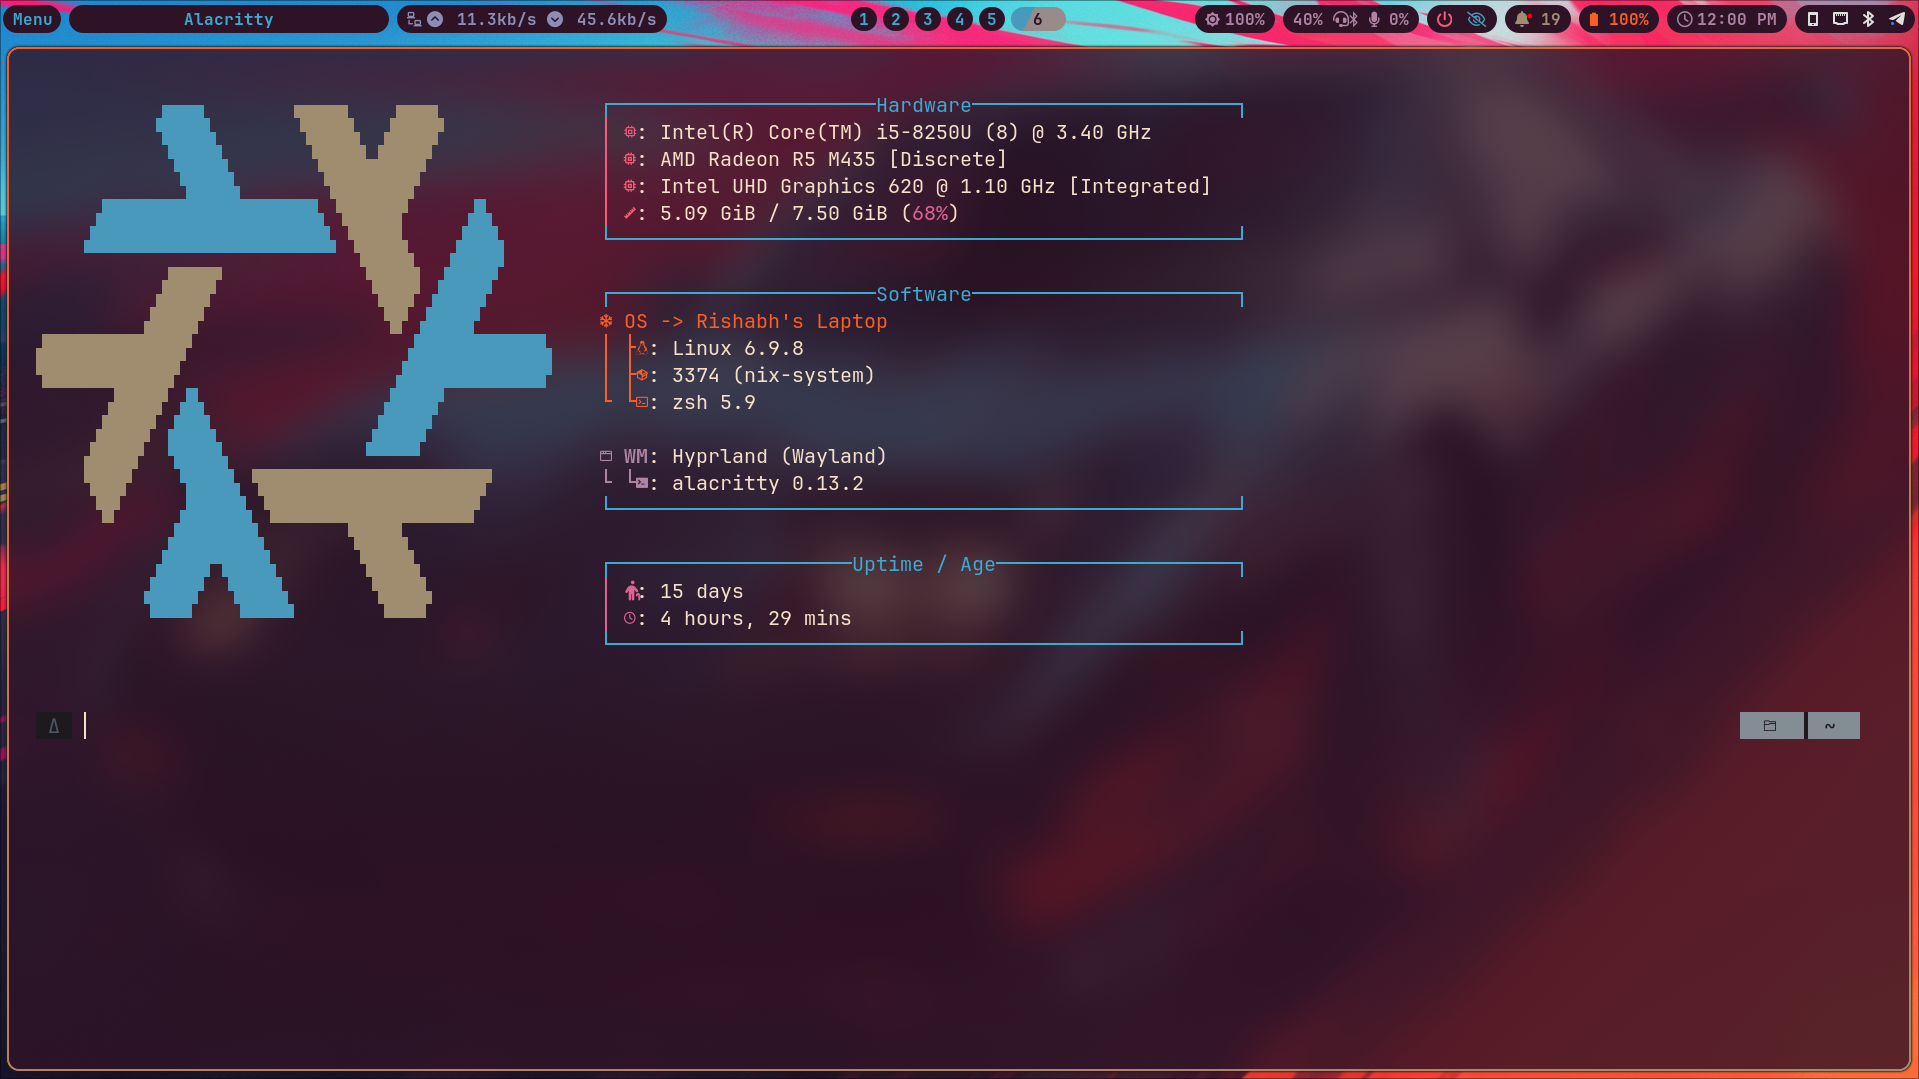 Menu Alacritty 11.3kb/s 45.6kb/s 1 2 3 4 5 6 100% 40% 0% 19 100% 12:00 PM
Hardware
: Intel(R) Core(TM) i5-8250U (8) @ 3.40 GHz
: AMD Radeon R5 M435 [Discrete]
: Intel UHD Graphics 620 @ 1.10 GHz [Integrated]
: 5.09 GiB / 7.50 GiB (68%)
Software
OS -> Rishabh's Laptop
: Linux 6.9.8
: 3374 (nix-system)
: zsh 5.9
WM: Hyprland (Wayland)
: alacritty 0.13.2
Uptime / Age
: 15 days
: 4 hours, 29 mins
Δ ~